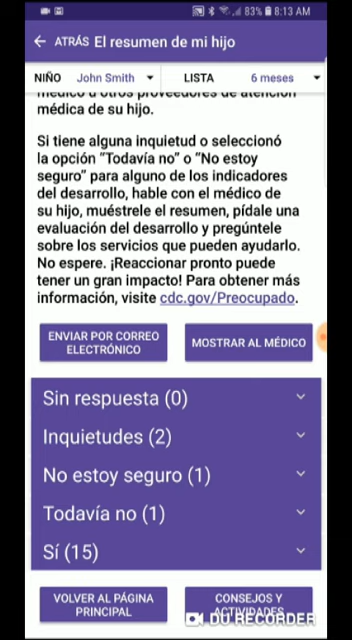 83% 8:13 AM
ATRÁS El resumen de mi hijo
NIÑO John Smith LISTA 6 meses
médico u otros proveedores de atención
médica de su hijo.
Si tiene alguna inquietud o seleccionó
la opción "Todavía no" o "No estoy
seguro" para alguno de los indicadores
del desarrollo, hable con el médico de
su hijo, muéstrele el resumen, pídale una
evaluación del desarrollo y pregúntele
sobre los servicios que pueden ayudarlo.
No espere. ¡Reaccionar pronto puede
tener un gran impacto! Para obtener más
información, visite cdc.gov/Preocupado.
ENVIAR POR CORREO
ELECTRÓNICO
MOSTRAR AL MÉDICO
Sin respuesta (0)
Inquietudes (2)
No estoy seguro (1)
Todavía no (1)
Sí (15)
VOLVER AL PÁGINA
PRINCIPAL
CONSEJOS Y
ACTIVIDADES
DU RECORDER